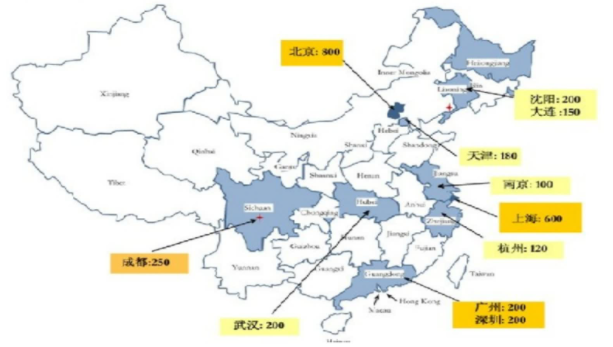 北京: 800
Heilongjiang
Inner Mongolia
Jilin
Liaoning
沈阳: 200
大连 :150
Xinjiang
Hebei
天津: 180
Ningxia
Shanxi
Shandong
Qinghai
Gansu
Shaanxi
Henan
Jiangsu
南京: 100
Tibet
Sichuan
Chongqing
Hubei
Anhui
上海: 600
Zhejiang
杭州: 120
成都:250
Guizhou
Hunan
Jiangxi
Fujian
Yunnan
Guangxi
Guangdong
Taiwan
Hong Kong
Macau
广州: 200
深圳: 200
武汉: 200
Hainan